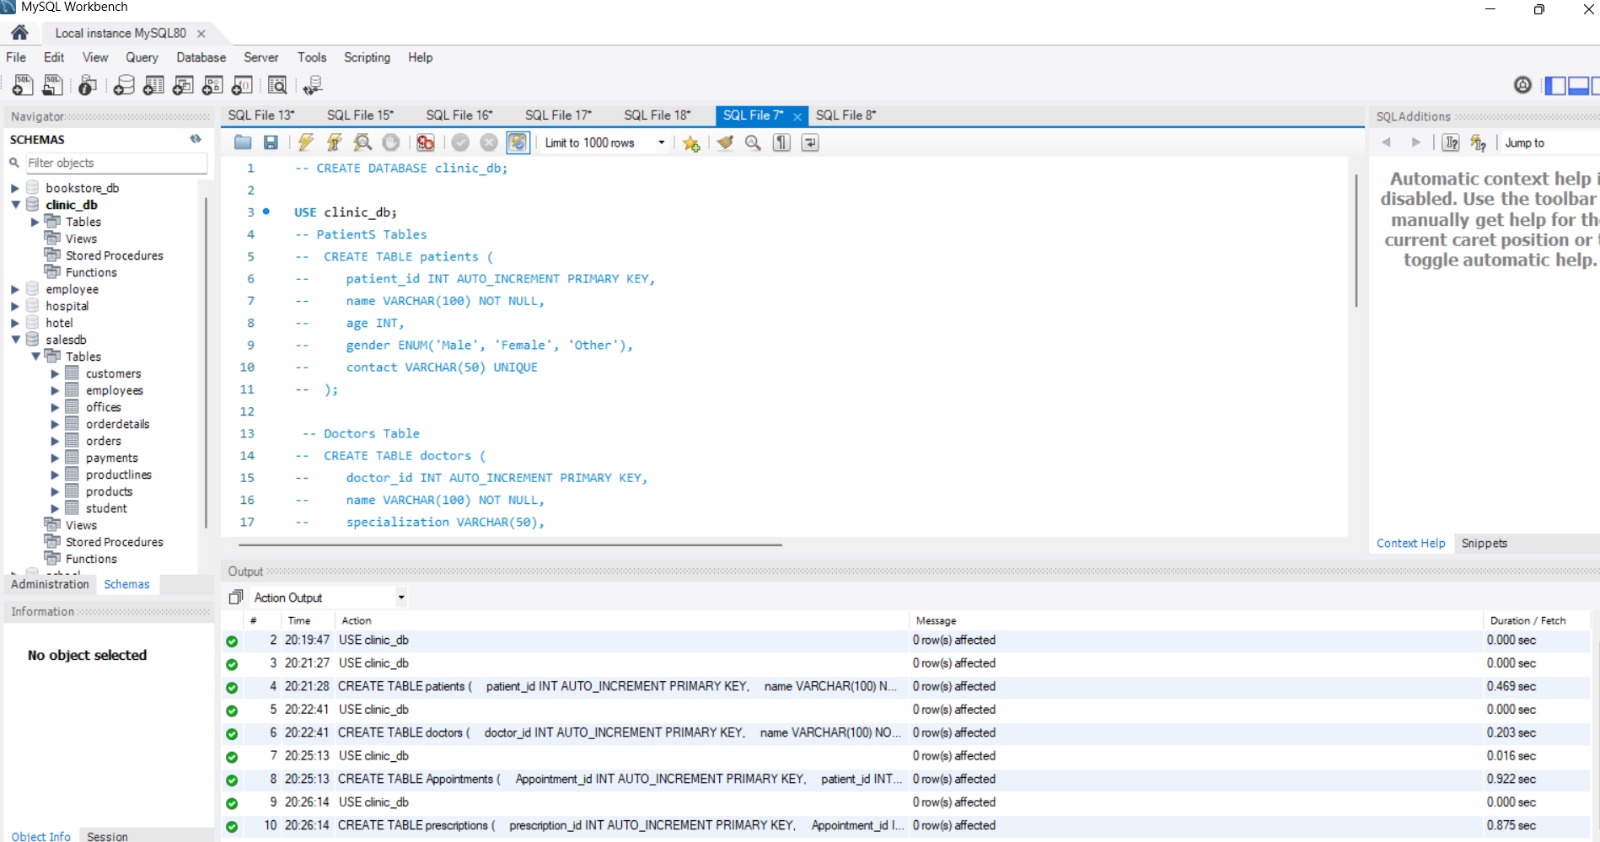 MySQL Workbench
Local instance MySQL80
File Edit View Query Database Server Tools Scripting Help
Navigator
SCHEMAS
Filter objects
bookstore_db
clinic_db
Tables
Views
Stored Procedures
Functions
employee
hospital
hotel
salesdb
Tables
customers
employees
offices
orderdetails
orders
payments
productlines
products
student
Views
Stored Procedures
Functions
Administration Schemas
Information
No object selected
Object Info Session
SQL File 13* SQL File 15* SQL File 16* SQL File 17* SQL File 18* SQL File 7* SQL File 8*
Limit to 1000 rows
1 -- CREATE DATABASE clinic_db;
2
3 USE clinic_db;
4 -- PatientS Tables
5 -- CREATE TABLE patients (
6 -- patient_id INT AUTO_INCREMENT PRIMARY KEY,
7 -- name VARCHAR(100) NOT NULL,
8 -- age INT,
9 -- gender ENUM('Male', 'Female', 'Other'),
10 -- contact VARCHAR(50) UNIQUE
11 -- );
12
13 -- Doctors Table
14 -- CREATE TABLE doctors (
15 -- doctor_id INT AUTO_INCREMENT PRIMARY KEY,
16 -- name VARCHAR(100) NOT NULL,
17 -- specialization VARCHAR(50),
SQLAdditions
Jump to
Automatic context help i
disabled. Use the toolbar
manually get help for the
current caret position or t
toggle automatic help.
Context Help Snippets
Output
Action Output
# Time Action Message Duration / Fetch
2 20:19:47 USE clinic_db 0 row(s) affected 0.000 sec
3 20:21:27 USE clinic_db 0 row(s) affected 0.000 sec
4 20:21:28 CREATE TABLE patients ( patient_id INT AUTO_INCREMENT PRIMARY KEY, name VARCHAR(100) N... 0 row(s) affected 0.469 sec
5 20:22:41 USE clinic_db 0 row(s) affected 0.000 sec
6 20:22:41 CREATE TABLE doctors ( doctor_id INT AUTO_INCREMENT PRIMARY KEY, name VARCHAR(100) NO... 0 row(s) affected 0.203 sec
7 20:25:13 USE clinic_db 0 row(s) affected 0.016 sec
8 20:25:13 CREATE TABLE Appointments ( Appointment_id INT AUTO_INCREMENT PRIMARY KEY, patient_id INT... 0 row(s) affected 0.922 sec
9 20:26:14 USE clinic_db 0 row(s) affected 0.000 sec
10 20:26:14 CREATE TABLE prescriptions ( prescription_id INT AUTO_INCREMENT PRIMARY KEY, Appointment_id I... 0 row(s) affected 0.875 sec